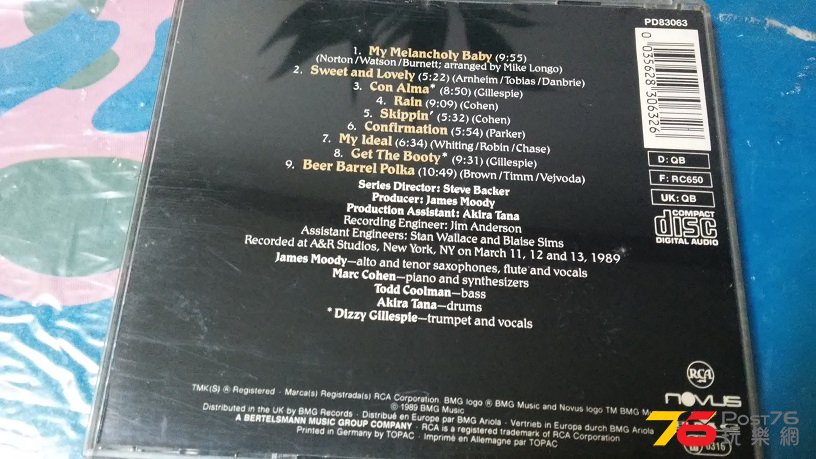 PD83063
1. My Melancholy Baby (9:55)
(Norton/Watson/Burnett; arranged by Mike Longo)
2. Sweet and Lovely (5:22) (Arnheim/Tobias/Danbrie)
3. Con Alma* (8:50) (Gillespie)
4. Rain (9:09) (Cohen)
5. Skippin' (5:32) (Cohen)
6. Confirmation (5:54) (Parker)
7. My Ideal (6:34) (Whiting/Robin/Chase)
8. Get The Booty* (9:31) (Gillespie)
9. Beer Barrel Polka (10:49) (Brown/Timm/Vejvoda)
Series Director: Steve Backer
Producer: James Moody
Production Assistant: Akira Tana
Recording Engineer: Jim Anderson
Assistant Engineers: Stan Wallace and Blaise Sims
Recorded at A&R Studios, New York, NY on March 11, 12 and 13, 1989
James Moody—alto and tenor saxophones, flute and vocals
Marc Cohen—piano and synthesizers
Todd Coolman—bass
Akira Tana—drums
*Dizzy Gillespie—trumpet and vocals
0 035628 306326
D: QB
F: RC650
UK: QB
COMPACT
disc
DIGITAL AUDIO
RCA
NOVUS
TMK(S) ® Registered · Marca(s) Registrada(s) RCA Corporation. BMG logo ® BMG Music and Novus logo TM BMG
© 1989 BMG Music
Distributed in the UK by BMG Records · Distribué en Europe par BMG Ariola · Vertrieb in Europa durch BMG Ariola
A BERTELSMANN MUSIC GROUP COMPANY · RCA is a registered trademark of RCA Corporation
Printed in Germany by TOPAC · Imprimé en Allemagne par TOPAC
76 Post76
玩樂網
0316